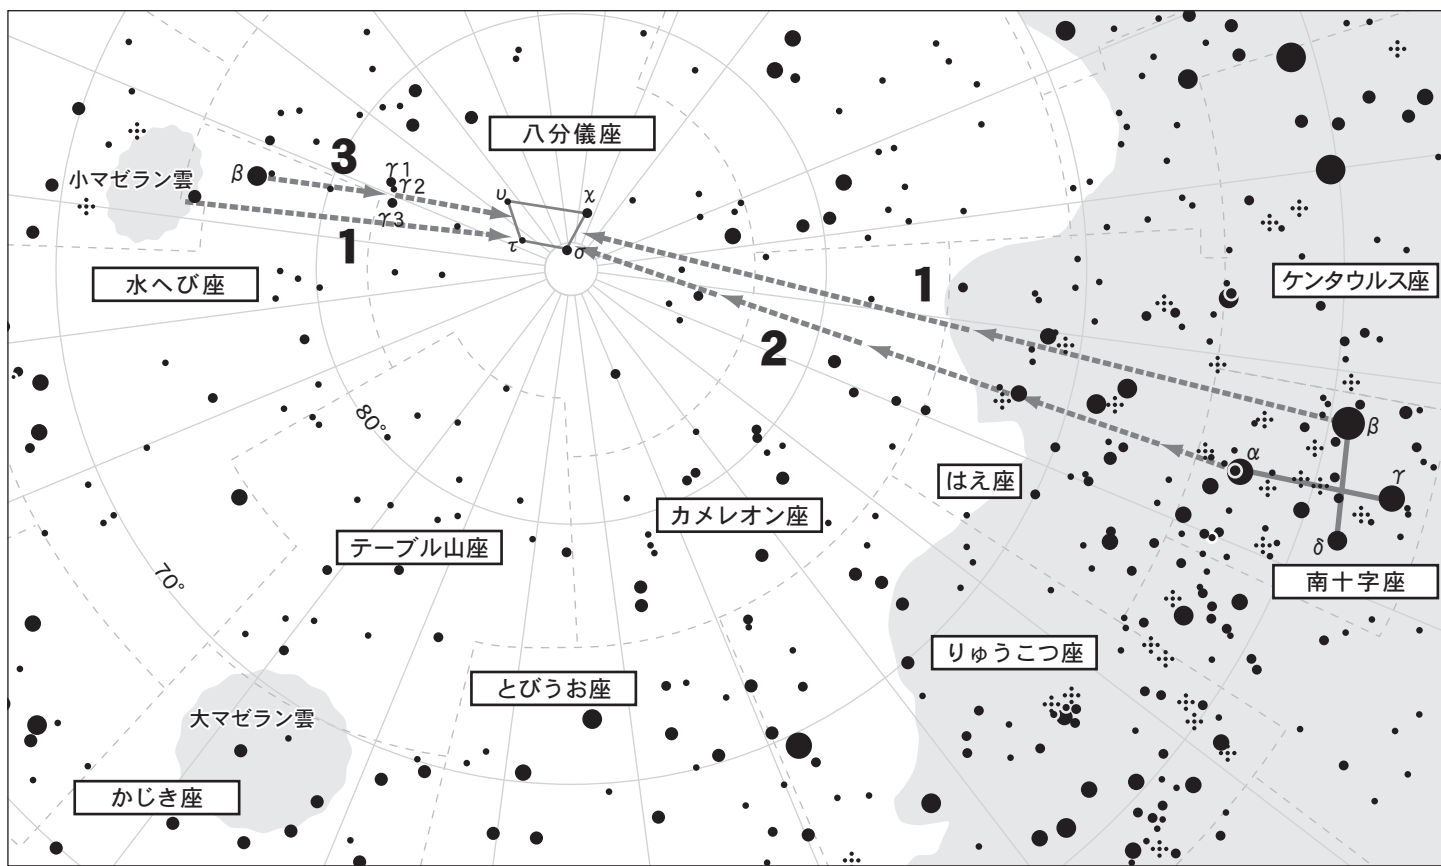 八分儀座
3
γ1
γ2
γ3
β
小マゼラン雲
1
υ
χ
τ
σ
水へび座
1
2
ケンタウルス座
80°
β
α
γ
δ
はえ座
カメレオン座
テーブル山座
南十字座
70°
りゅうこつ座
とびうお座
大マゼラン雲
かじき座